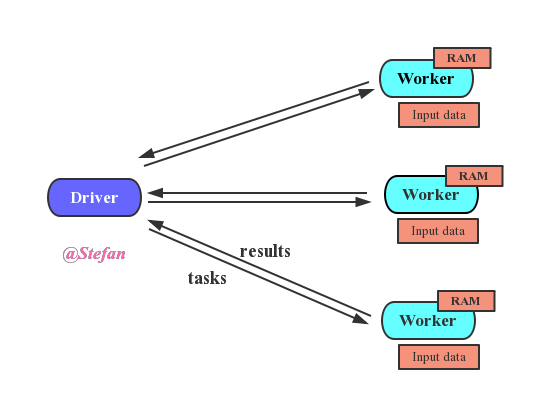 RAM
Worker
Input data
RAM
Worker
Driver
Input data
@Stefan
results
tasks
RAM
Worker
Input data